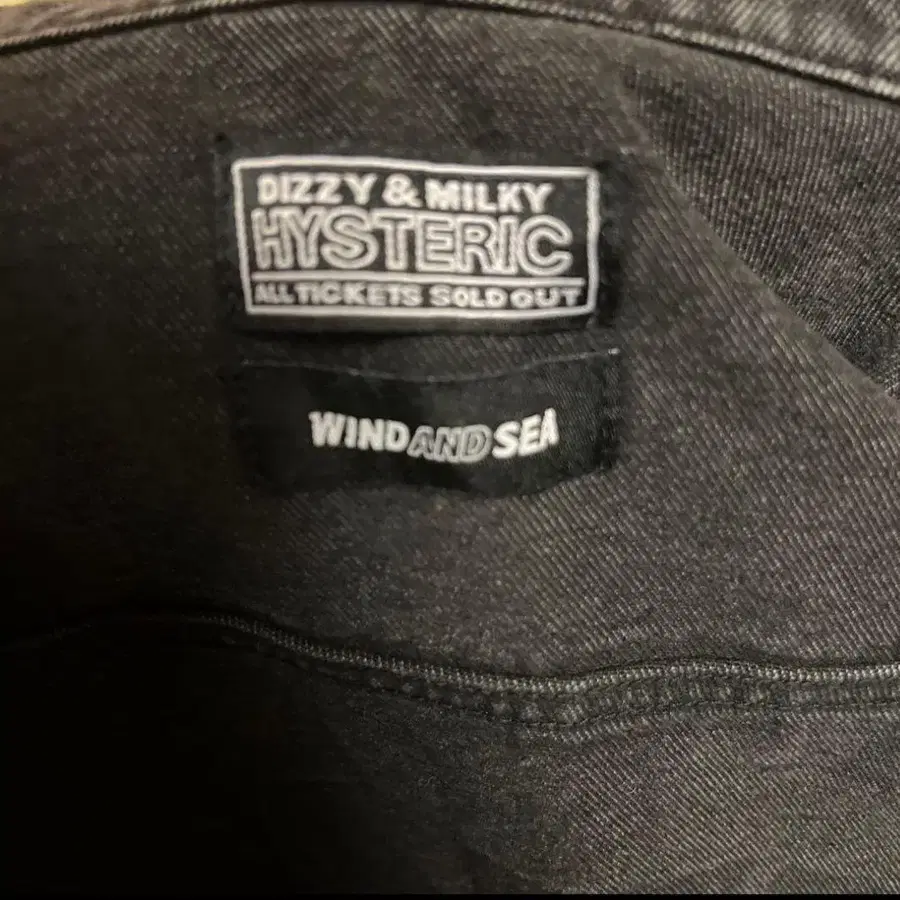 DIZZY & MILKY
HYSTERIC
ALL TICKETS SOLD OUT
WINDANDSEA